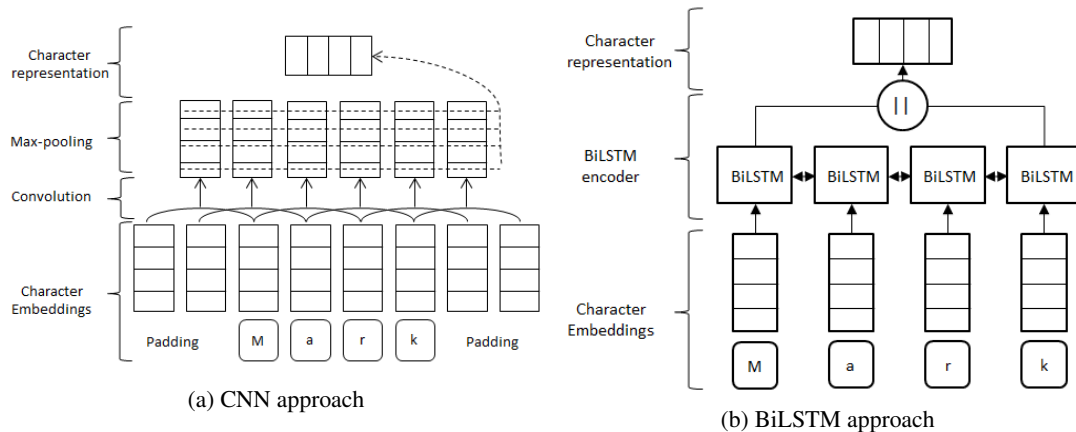 Character
representation
Max-pooling
Convolution
Character
Embeddings
Padding
M
a
r
k
Padding
(a) CNN approach
Character
representation
||
BiLSTM
encoder
BiLSTM
BiLSTM
BiLSTM
BiLSTM
Character
Embeddings
M
a
r
k
(b) BiLSTM approach